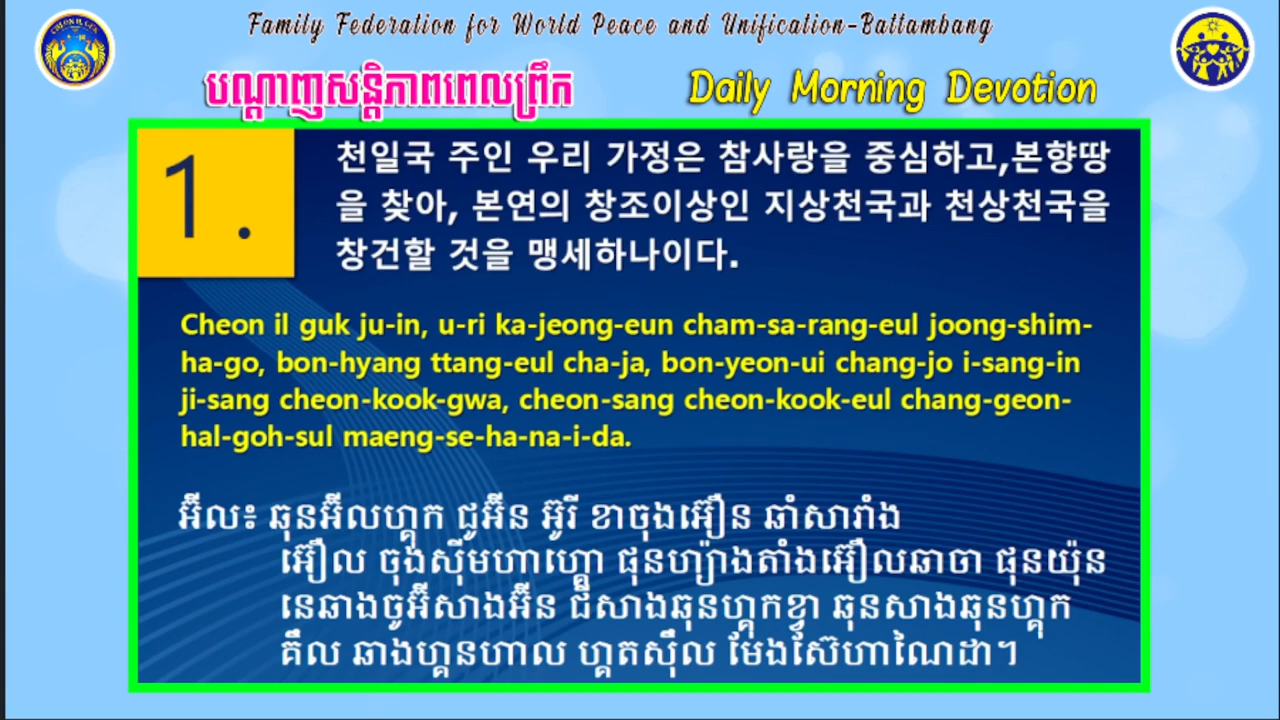 Family Federation for World Peace and Unification-Battambang
បណ្តាញសន្តិភាពពេលព្រឹក
Daily Morning Devotion
1.
천일국 주인 우리 가정은 참사랑을 중심하고,본향땅
을 찾아, 본연의 창조이상인 지상천국과 천상천국을
창건할 것을 맹세하나이다.
Cheon il guk ju-in, u-ri ka-jeong-eun cham-sa-rang-eul joong-shim-
ha-go, bon-hyang ttang-eul cha-ja, bon-yeon-ui chang-jo i-sang-in
ji-sang cheon-kook-gwa, cheon-sang cheon-kook-eul chang-geon-
hal-goh-sul maeng-se-ha-na-i-da.
អ៊ីល៖ ឆុនអ៊ីលហ្គុក ជូអ៊ីន អ៊ូរី ខាចុងអ៊ឿន ឆាំសារ៉ាំង
អ៊ឿល ចុងស៊ីមហាហ្គោ ផុនហ្យ៉ាងតាំងអ៊ឿលឆាចា ផុនយ៉ុន
នេឆាងចូអ៊ីសាងអ៊ីន ជីសាងឆុនហ្គុកខ្វា ឆុនសាងឆុនហ្គុក
គឹល ឆាងហ្គនហាល ហ្គតស៊ឹល ម៉ែងស៊ែហាណៃដា។